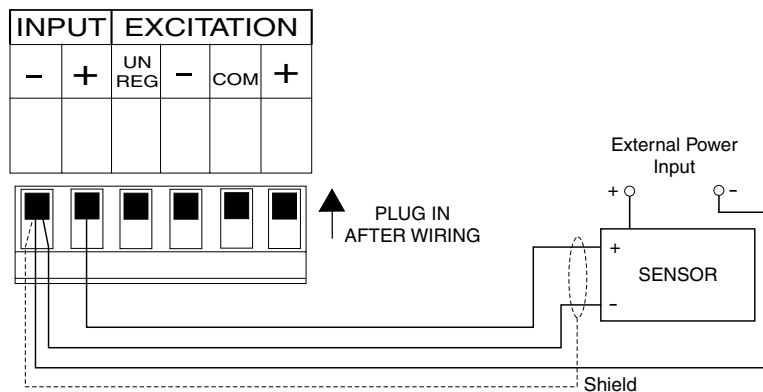 INPUT EXCITATION
- + UN REG - COM +
PLUG IN
AFTER WIRING
External Power
Input
+ -
+
SENSOR
-
Shield